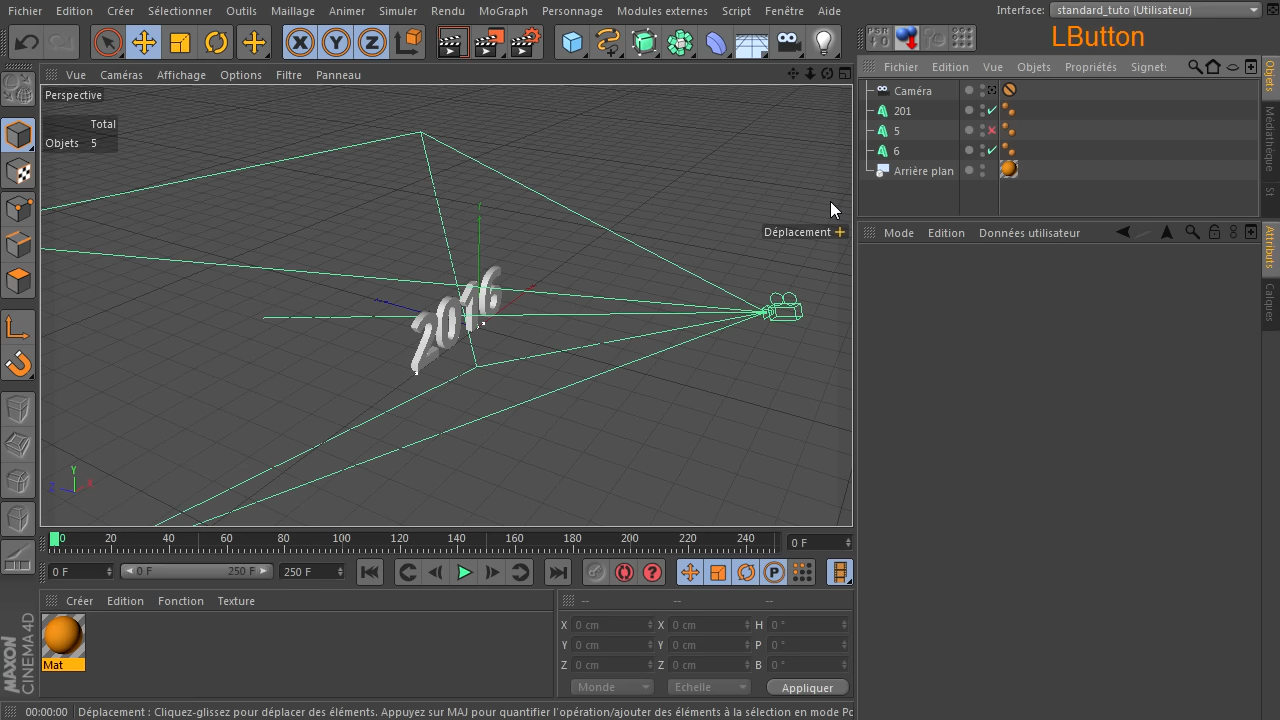 Fichier Edition Créer Sélectionner Outils Maillage Animer Simuler Rendu MoGraph Personnage Modules externes Script Fenêtre Aide
Interface: standard_tuto (Utilisateur)
LButton
PSR
Vue Caméras Affichage Options Filtre Panneau
Fichier Edition Vue Objets Propriétés Signets
Perspective
Total
Objets 5
Caméra
201
5
6
Arrière plan
Objets
Médiathèque
St
Déplacement
Mode Edition Données utilisateur
Attributs
Calques
2016
Y
X
Z
0 20 40 60 80 100 120 140 160 180 200 220 240
0 F
0 F 0 F 250 F 250 F
Créer Edition Fonction Texture
-- -- --
X 0 cm X 0 cm H 0 °
Y 0 cm Y 0 cm P 0 °
Z 0 cm Z 0 cm B 0 °
Monde Echelle Appliquer
Mat
MAXON
CINEMA 4D
00:00:00 Déplacement : Cliquez-glissez pour déplacer des éléments. Appuyez sur MAJ pour quantifier l'opération/ajouter des éléments à la sélection en mode Po